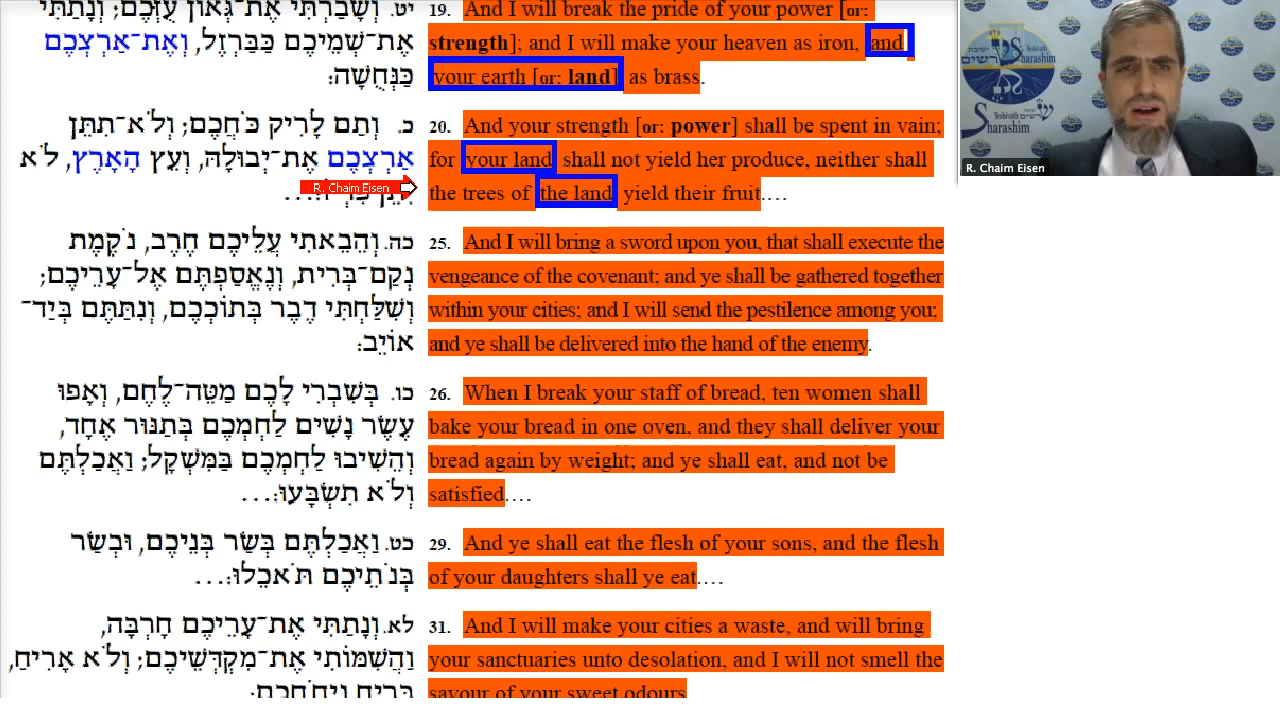 יט. וְשָׁבַרְתִּי אֶת־גְּאוֹן עֻזְּכֶם; וְנָתַתִּי
אֶת־שְׁמֵיכֶם כַּבַּרְזֶל, וְאֶת־אַרְצְכֶם
כַּנְּחֻשָׁה:
19. And I will break the pride of your power [or:
strength]; and I will make your heaven as iron, and
your earth [or: land] as brass.
כ. וְתַם לָרִיק כֹּחֲכֶם; וְלֹא־תִתֵּן
אַרְצְכֶם אֶת־יְבוּלָהּ, וְעֵץ הָאָרֶץ, לֹא
20. And your strength [or: power] shall be spent in vain;
for your land shall not yield her produce, neither shall
the trees of the land yield their fruit….
R. Chaim Eisen
כה. וְהֵבֵאתִי עֲלֵיכֶם חֶרֶב, נֹקֶמֶת
נְקַם־בְּרִית, וְנֶאֱסַפְתֶּם אֶל־עָרֵיכֶם;
וְשִׁלַּחְתִּי דֶבֶר בְּתוֹכְכֶם, וְנִתַּתֶּם בְּיַד־
אוֹיֵב:
25. And I will bring a sword upon you, that shall execute the
vengeance of the covenant; and ye shall be gathered together
within your cities; and I will send the pestilence among you;
and ye shall be delivered into the hand of the enemy.
כו. בְּשִׁבְרִי לָכֶם מַטֵּה־לֶחֶם, וְאָפוּ
עֶשֶׂר נָשִׁים לַחְמְכֶם בְּתַנּוּר אֶחָד,
וְהֵשִׁיבוּ לַחְמְכֶם בַּמִּשְׁקָל; וַאֲכַלְתֶּם
וְלֹא תִשְׂבָּעוּ:…
26. When I break your staff of bread, ten women shall
bake your bread in one oven, and they shall deliver your
bread again by weight; and ye shall eat, and not be
satisfied….
כט. וַאֲכַלְתֶּם בְּשַׂר בְּנֵיכֶם, וּבְשַׂר
בְּנֹתֵיכֶם תֹּאכֵלוּ:…
29. And ye shall eat the flesh of your sons, and the flesh
of your daughters shall ye eat….
לא. וְנָתַתִּי אֶת־עָרֵיכֶם חָרְבָּה,
וַהֲשִׁמּוֹתִי אֶת־מִקְדְּשֵׁיכֶם; וְלֹא אָרִיחַ,
בְּרֵיחַ נִיחֹחֲכֶם:
31. And I will make your cities a waste, and will bring
your sanctuaries unto desolation, and I will not smell the
savour of your sweet odours
Yeshivath
Sharashim
R. Chaim Eisen